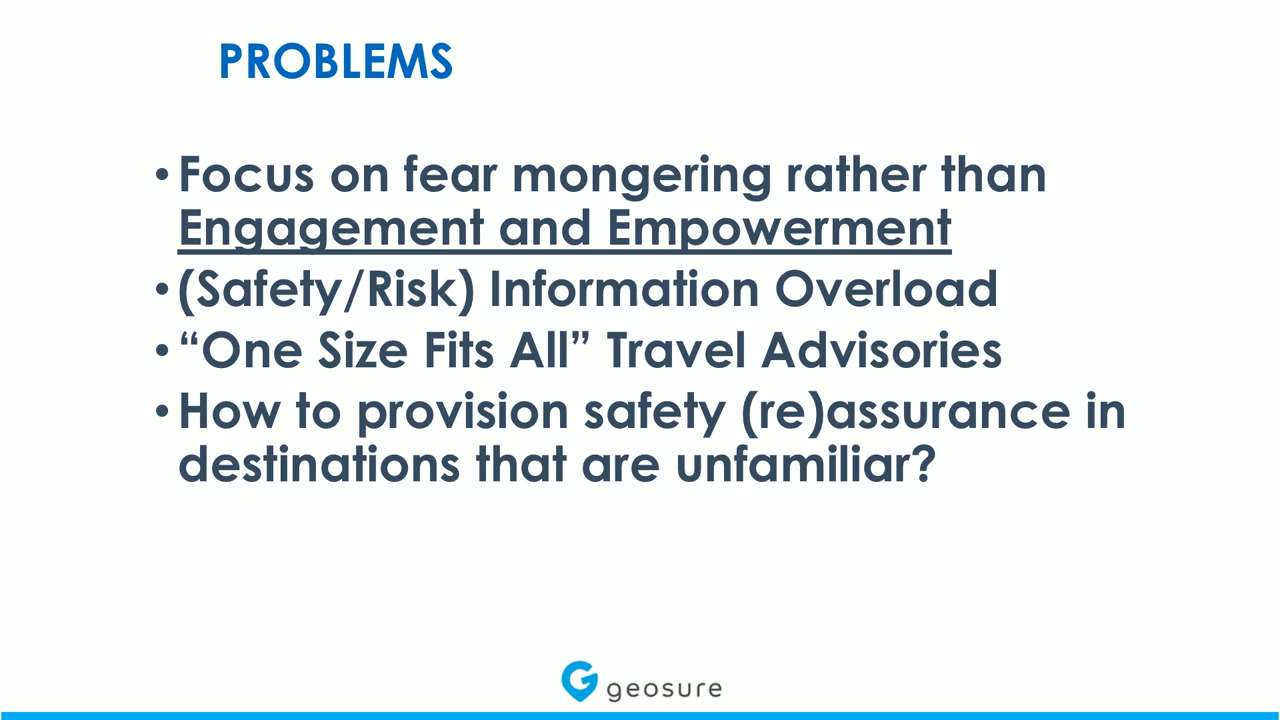 PROBLEMS
• Focus on fear mongering rather than
Engagement and Empowerment
• (Safety/Risk) Information Overload
• “One Size Fits All” Travel Advisories
• How to provision safety (re)assurance in
destinations that are unfamiliar?
geosure